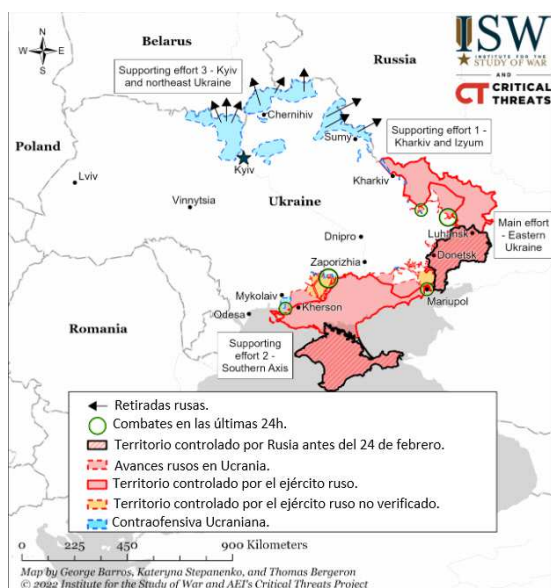 ISW
INSTITUTE FOR THE
STUDY OF WAR
AND
CT CRITICAL
THREATS
N
W E
S
Belarus
Russia
Supporting effort 3 - Kyiv
and northeast Ukraine
Chernihiv
Supporting effort 1 -
Kharkiv and Izyum
Poland
Sumy
Lviv
Kyiv
Kharkiv
Ukraine
Vinnytsia
Main effort -
Eastern
Ukraine
Luhansk
Dnipro
Donetsk
Zaporizhia
Mykolaiv
Mariupol
Odesa
Kherson
Romania
Supporting
effort 2 -
Southern Axis
Retiradas rusas.
Combates en las últimas 24h.
Territorio controlado por Rusia antes del 24 de febrero.
Avances rusos en Ucrania.
Territorio controlado por el ejército ruso.
Territorio controlado por el ejército ruso no verificado.
Contraofensiva Ucraniana.
0 225 450 900 Kilometers
Map by George Barros, Kateryna Stepanenko, and Thomas Bergeron
© 2022 Institute for the Study of War and AEI's Critical Threats Project